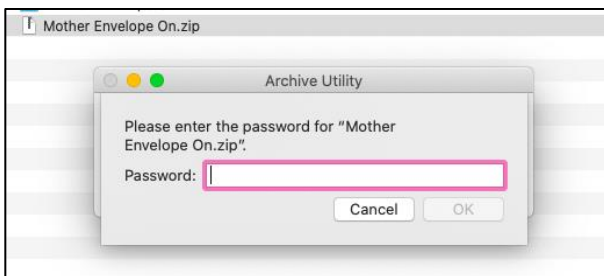 Mother Envelope On.zip
Archive Utility
Please enter the password for "Mother
Envelope On.zip".
Password:
Cancel
OK